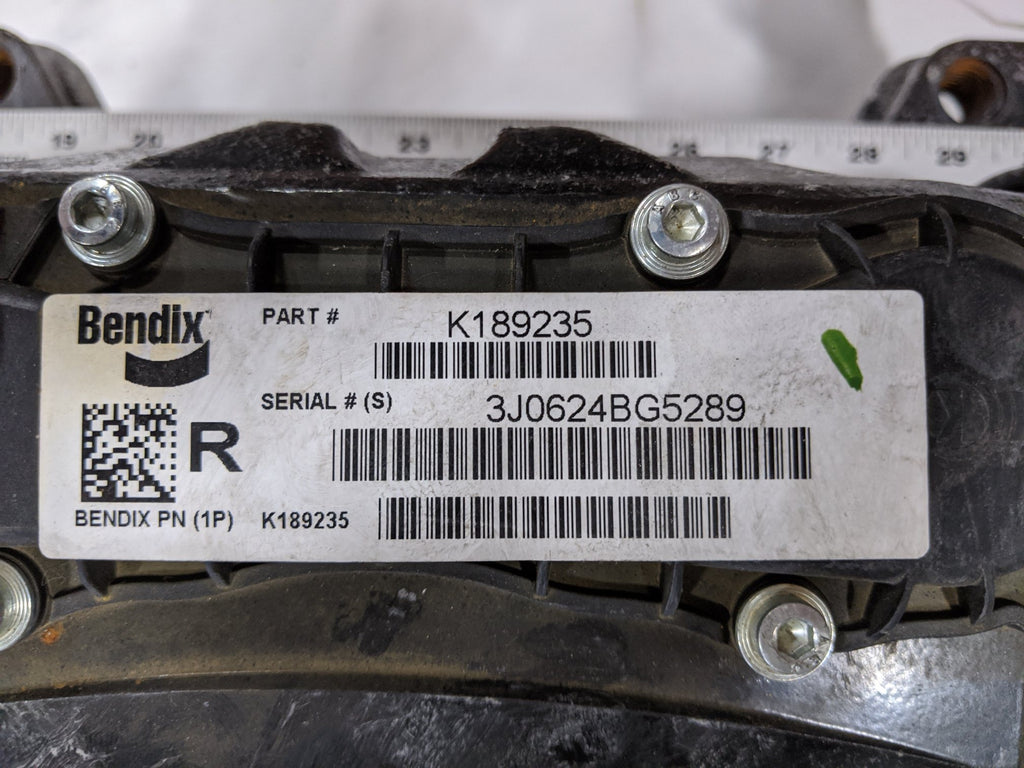 19 20 23 26 27 28 29
Bendix
PART # K189235
SERIAL # (S) 3J0624BG5289
R
BENDIX PN (1P) K189235